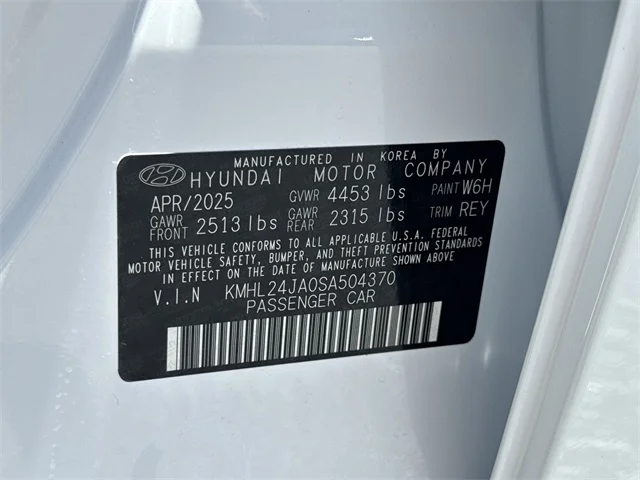 MANUFACTURED IN KOREA BY
HYUNDAI MOTOR COMPANY
APR/2025 GVWR 4453 lbs PAINT W6H
GAWR FRONT 2513 lbs GAWR REAR 2315 lbs TRIM REY
THIS VEHICLE CONFORMS TO ALL APPLICABLE U.S.A. FEDERAL
MOTOR VEHICLE SAFETY, BUMPER, AND THEFT PREVENTION STANDARDS
IN EFFECT ON THE DATE OF MANUFACTURE SHOWN ABOVE.
V.I.N KMHL24JA0SA504370
PASSENGER CAR